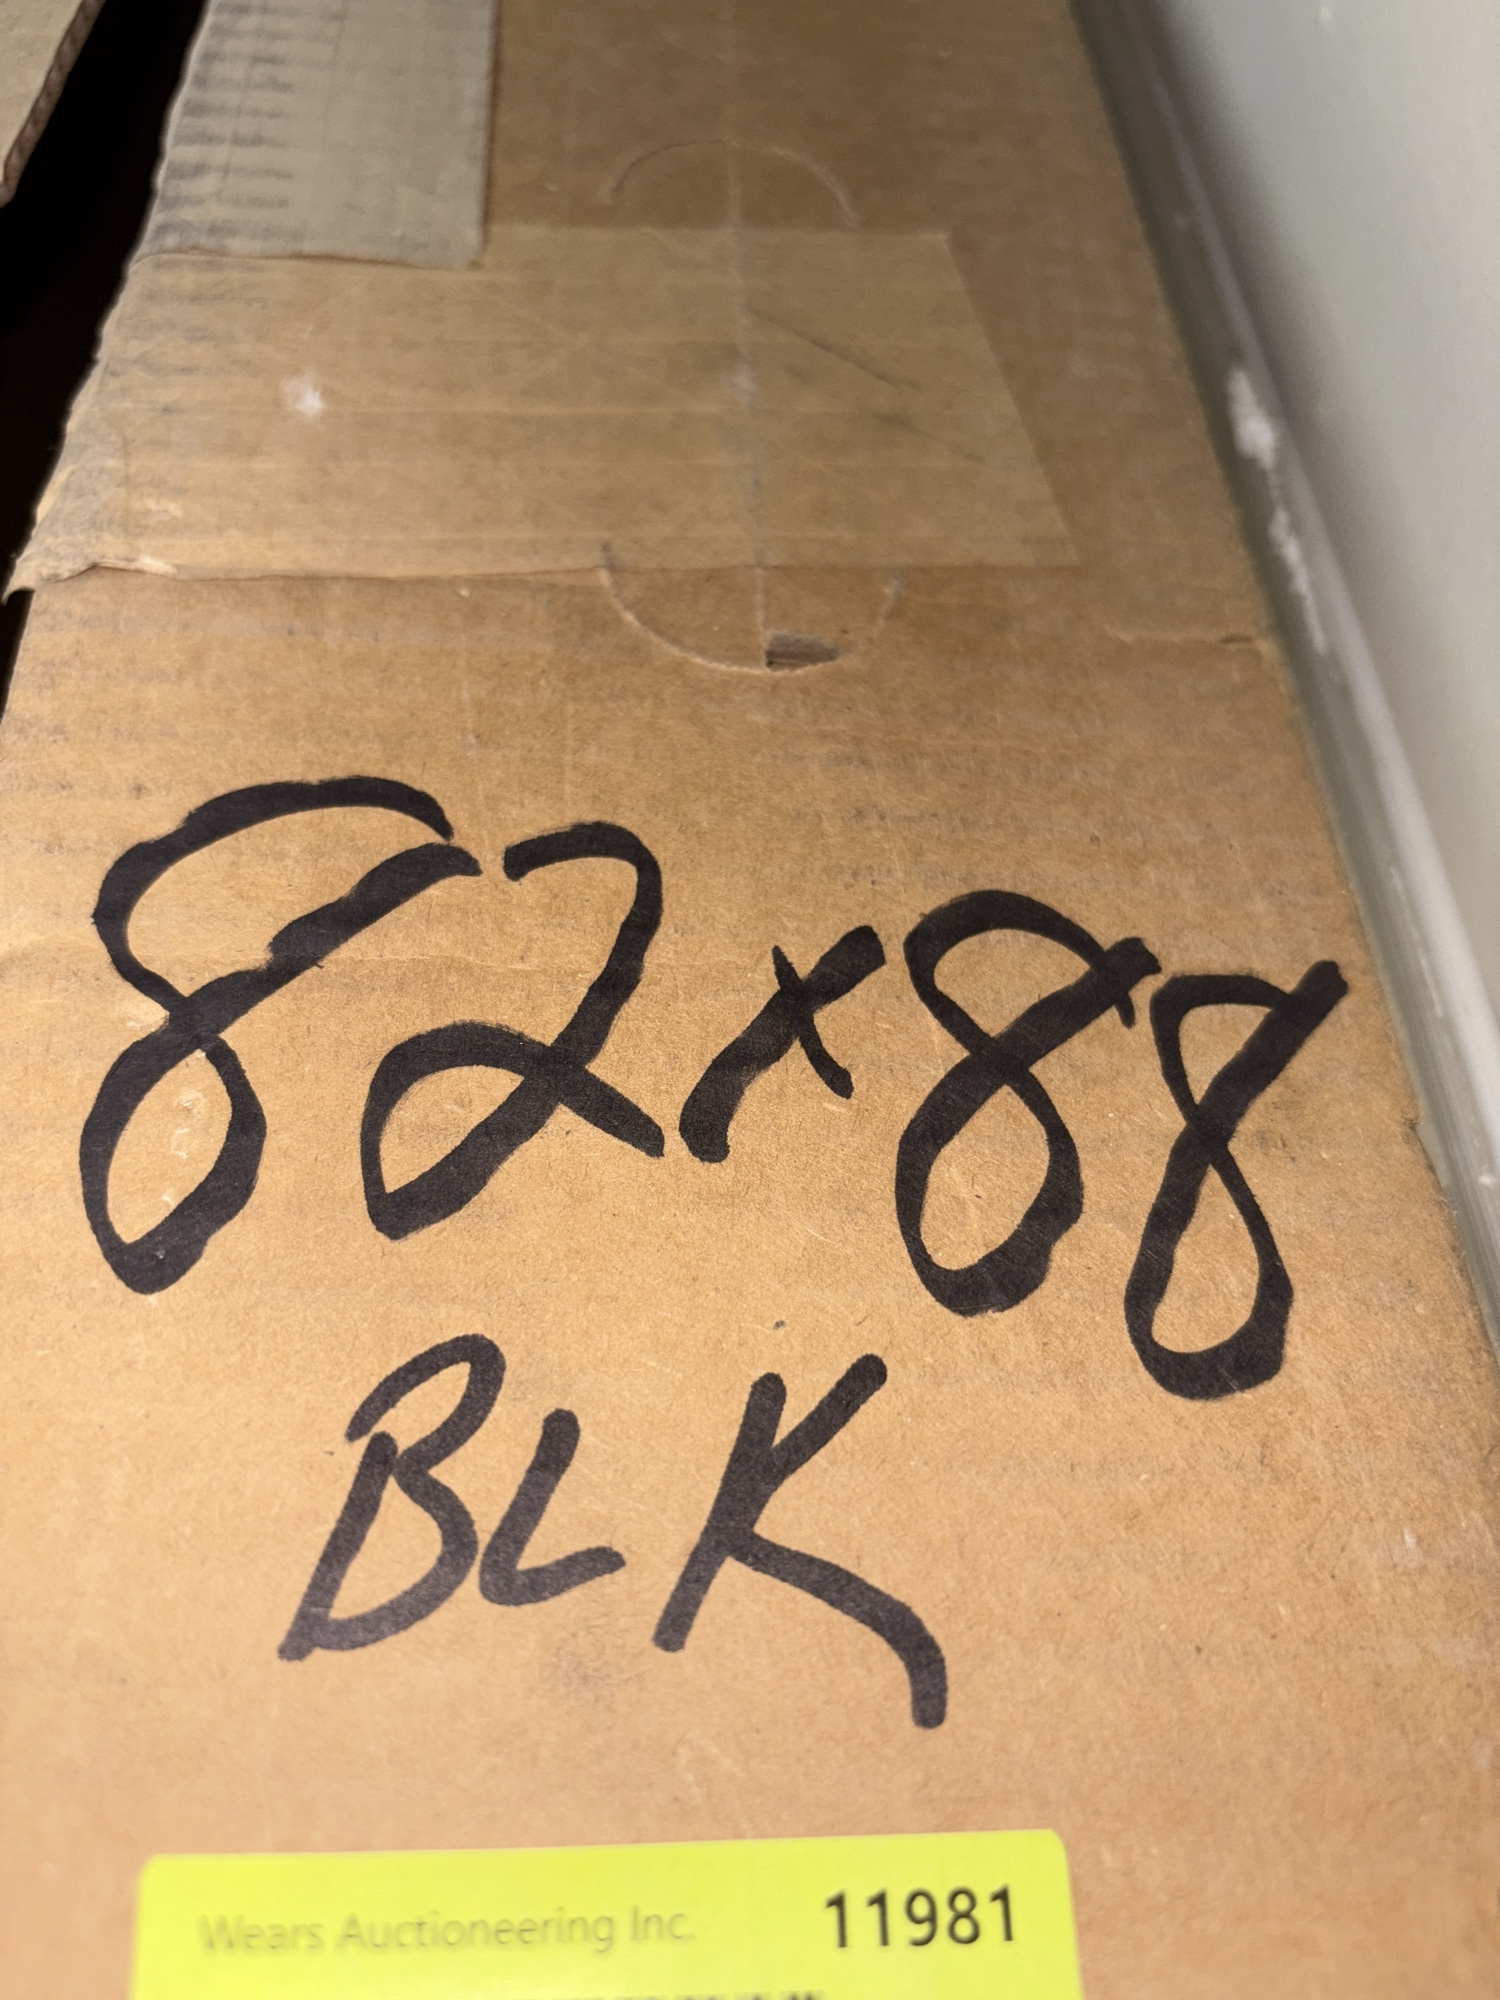 82x88
BLK
Wears Auctioneering Inc. 11981